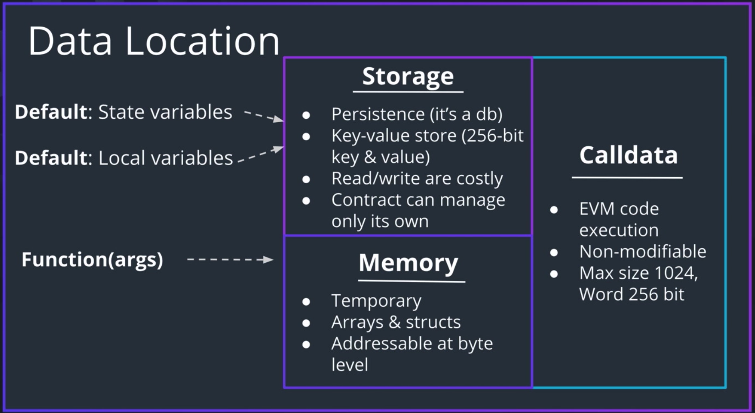 Data Location
Default: State variables
Default: Local variables
Function(args)
Storage
● Persistence (it's a db)
● Key-value store (256-bit
key & value)
● Read/write are costly
● Contract can manage
only its own
Memory
● Temporary
● Arrays & structs
● Addressable at byte
level
Calldata
● EVM code
execution
● Non-modifiable
● Max size 1024,
Word 256 bit